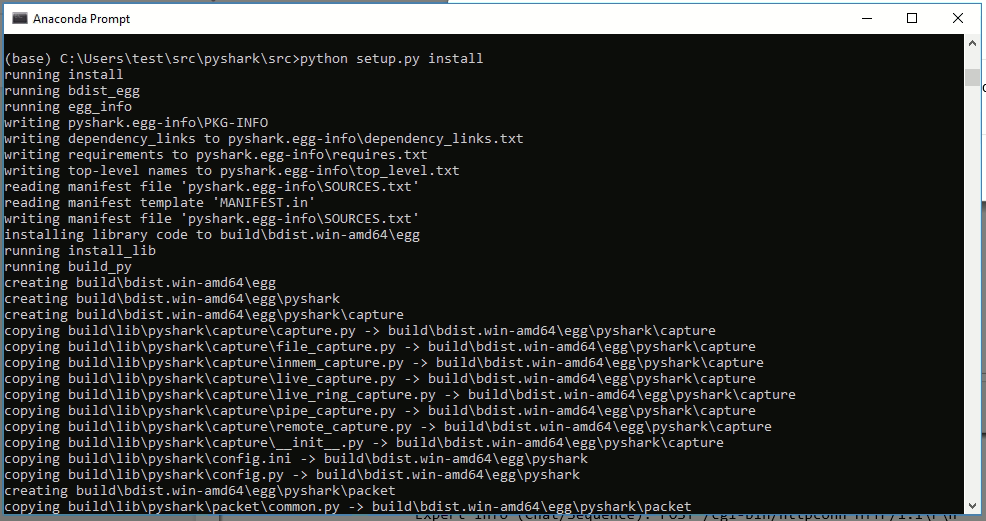 Anaconda Prompt
(base) C:\Users\test\src\pyshark\src>python setup.py install
running install
running bdist_egg
running egg_info
writing pyshark.egg-info\PKG-INFO
writing dependency_links to pyshark.egg-info\dependency_links.txt
writing requirements to pyshark.egg-info\requires.txt
writing top-level names to pyshark.egg-info\top_level.txt
reading manifest file 'pyshark.egg-info\SOURCES.txt'
reading manifest template 'MANIFEST.in'
writing manifest file 'pyshark.egg-info\SOURCES.txt'
installing library code to build\bdist.win-amd64\egg
running install_lib
running build_py
creating build\bdist.win-amd64\egg
creating build\bdist.win-amd64\egg\pyshark
creating build\bdist.win-amd64\egg\pyshark\capture
copying build\lib\pyshark\capture\capture.py -> build\bdist.win-amd64\egg\pyshark\capture
copying build\lib\pyshark\capture\file_capture.py -> build\bdist.win-amd64\egg\pyshark\capture
copying build\lib\pyshark\capture\inmem_capture.py -> build\bdist.win-amd64\egg\pyshark\capture
copying build\lib\pyshark\capture\live_capture.py -> build\bdist.win-amd64\egg\pyshark\capture
copying build\lib\pyshark\capture\live_ring_capture.py -> build\bdist.win-amd64\egg\pyshark\capture
copying build\lib\pyshark\capture\pipe_capture.py -> build\bdist.win-amd64\egg\pyshark\capture
copying build\lib\pyshark\capture\remote_capture.py -> build\bdist.win-amd64\egg\pyshark\capture
copying build\lib\pyshark\capture\__init__.py -> build\bdist.win-amd64\egg\pyshark\capture
copying build\lib\pyshark\config.ini -> build\bdist.win-amd64\egg\pyshark
copying build\lib\pyshark\config.py -> build\bdist.win-amd64\egg\pyshark
creating build\bdist.win-amd64\egg\pyshark\packet
copying build\lib\pyshark\packet\common.py -> build\bdist.win-amd64\egg\pyshark\packet